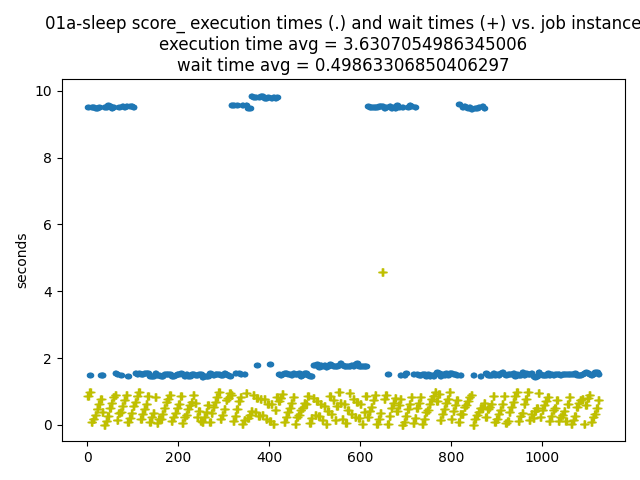 01a-sleep score_ execution times (.) and wait times (+) vs. job instance
execution time avg = 3.6307054986345006
wait time avg = 0.49863306850406297
10
8
6
4
2
0
seconds
0 200 400 600 800 1000